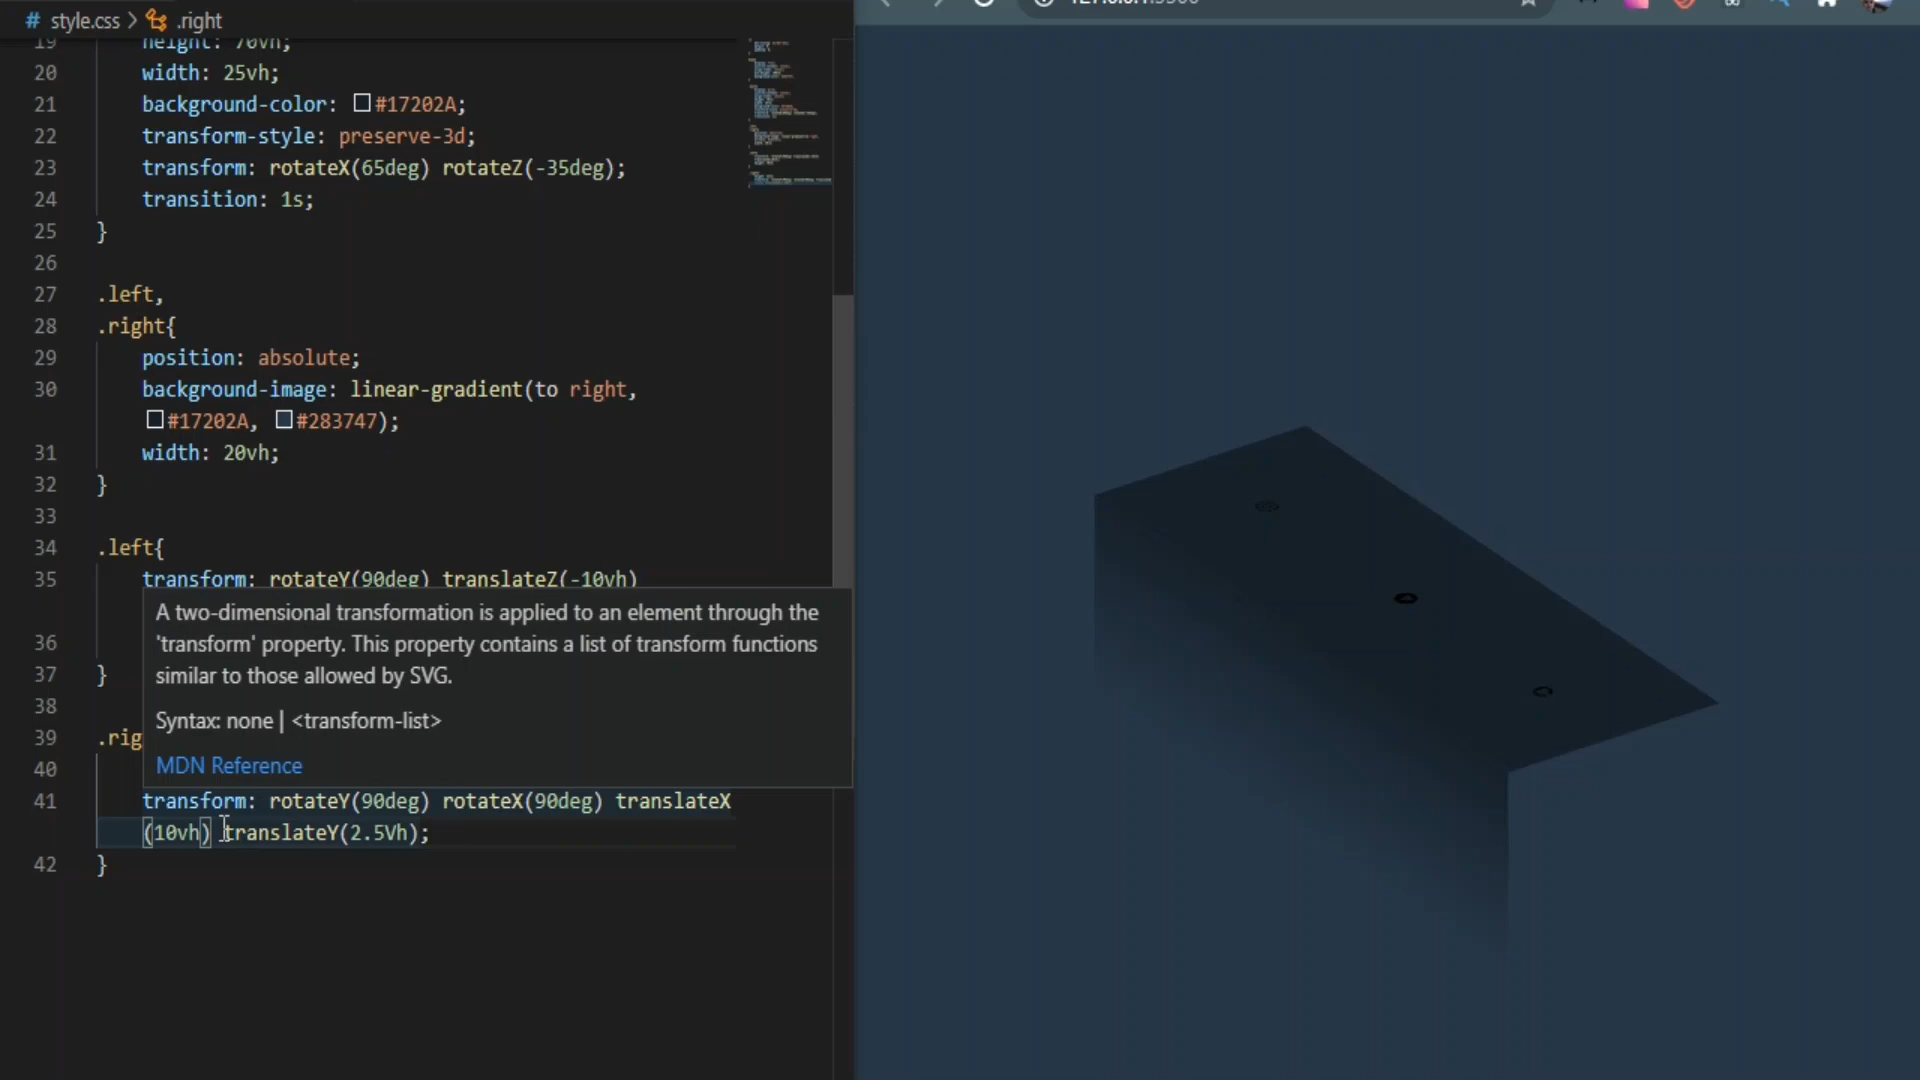 # style.css > .right
19 height: 70vh;
20 width: 25vh;
21 background-color: #17202A;
22 transform-style: preserve-3d;
23 transform: rotateX(65deg) rotateZ(-35deg);
24 transition: 1s;
25 }
26
27 .left,
28 .right{
29 position: absolute;
30 background-image: linear-gradient(to right,
#17202A, #283747);
31 width: 20vh;
32 }
33
34 .left{
35 transform: rotateY(90deg) translateZ(-10vh)
A two-dimensional transformation is applied to an element through the
'transform' property. This property contains a list of transform functions
similar to those allowed by SVG.
Syntax: none | <transform-list>
MDN Reference
36
37 }
38
39 .rig
40
41 transform: rotateY(90deg) rotateX(90deg) translateX
(10vh) translateY(2.5Vh);
42 }